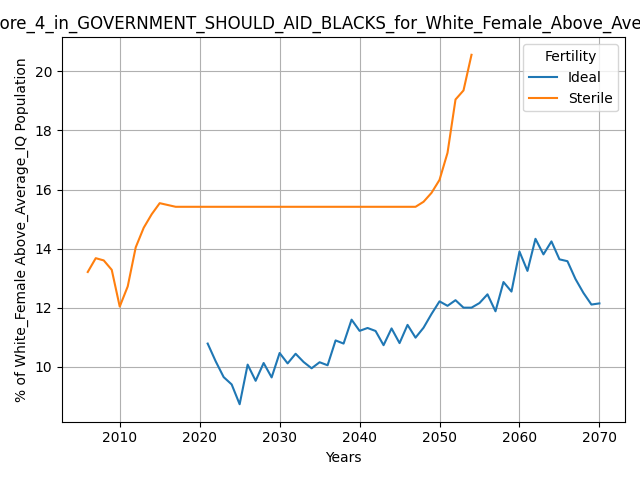 ore_4_in_GOVERNMENT_SHOULD_AID_BLACKS_for_White_Female_Above_Ave
% of White_Female Above_Average_IQ Population
20
18
16
14
12
10
Fertility
Ideal
Sterile
2010 2020 2030 2040 2050 2060 2070
Years